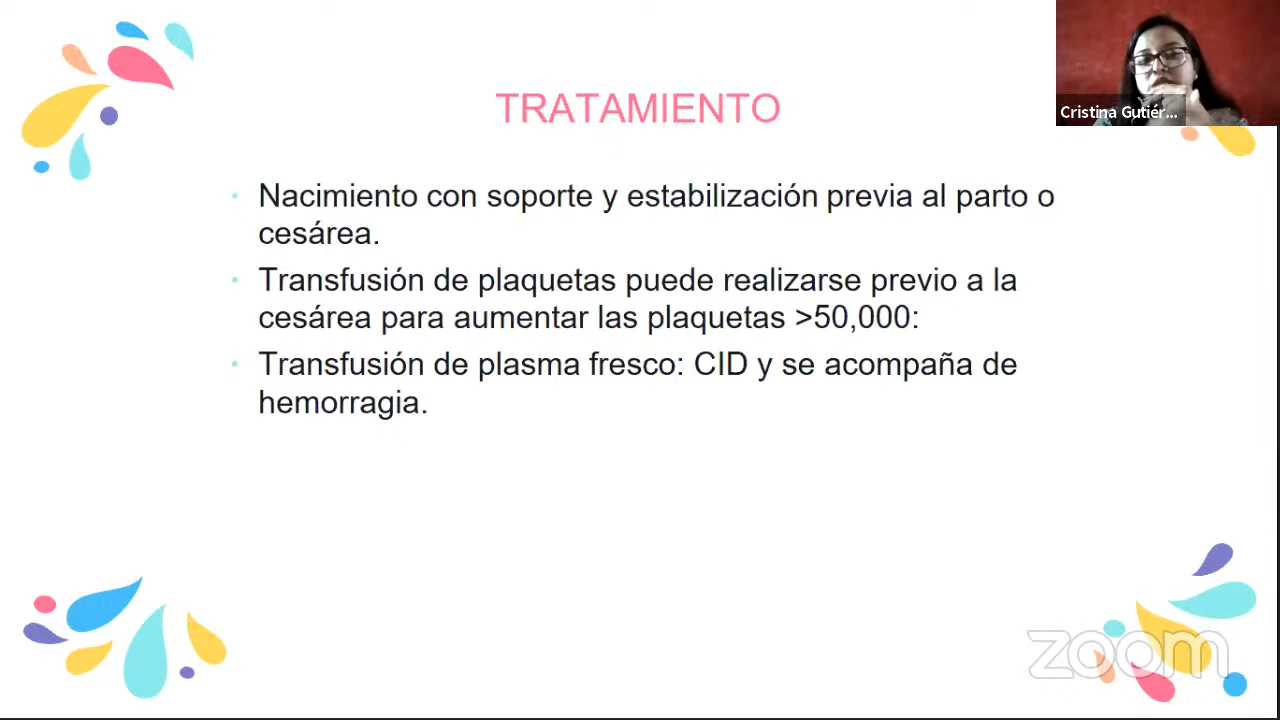 TRATAMIENTO
Cristina Gutiér...
Nacimiento con soporte y estabilización previa al parto o
cesárea.
Transfusión de plaquetas puede realizarse previo a la
cesárea para aumentar las plaquetas >50,000:
Transfusión de plasma fresco: CID y se acompaña de
hemorragia.
zoom